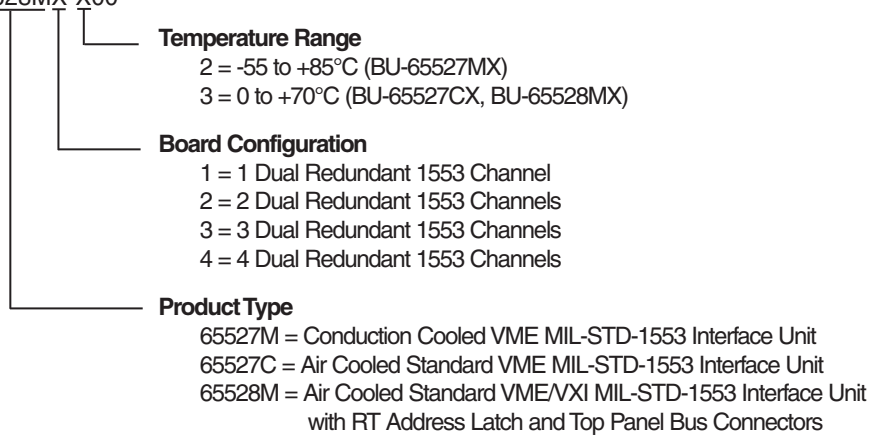 Temperature Range
2 = -55 to +85°C (BU-65527MX)
3 = 0 to +70°C (BU-65527CX, BU-65528MX)
Board Configuration
1 = 1 Dual Redundant 1553 Channel
2 = 2 Dual Redundant 1553 Channels
3 = 3 Dual Redundant 1553 Channels
4 = 4 Dual Redundant 1553 Channels
Product Type
65527M = Conduction Cooled VME MIL-STD-1553 Interface Unit
65527C = Air Cooled Standard VME MIL-STD-1553 Interface Unit
65528M = Air Cooled Standard VME/VXI MIL-STD-1553 Interface Unit
with RT Address Latch and Top Panel Bus Connectors